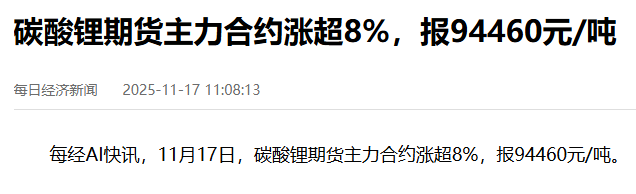 碳酸锂期货主力合约涨超8%，报94460元/吨
每日经济新闻 2025-11-17 11:08:13
每经AI快讯，11月17日，碳酸锂期货主力合约涨超8%，报94460元/吨。